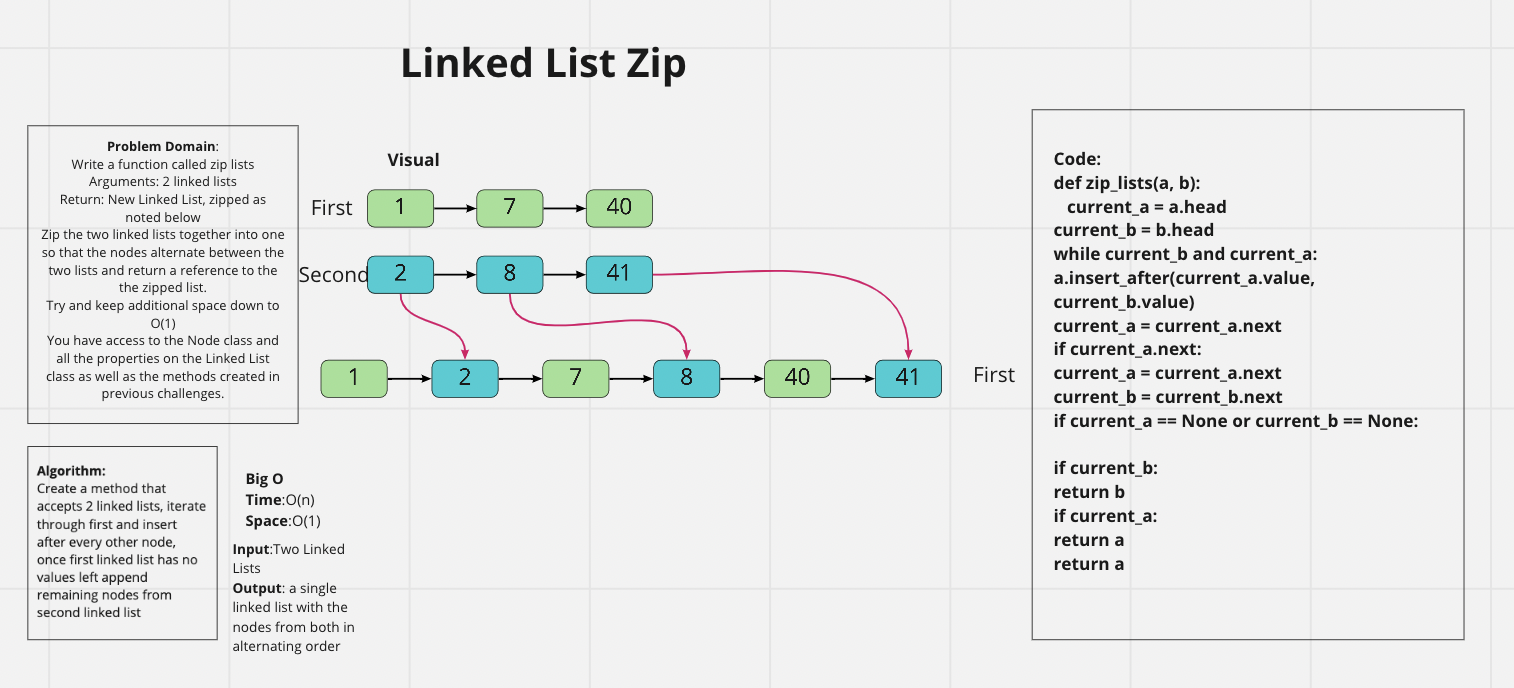 Linked List Zip
Problem Domain:
Write a function called zip lists
Arguments: 2 linked lists
Return: New Linked List, zipped as
noted below
Zip the two linked lists together into one
so that the nodes alternate between the
two lists and return a reference to the
the zipped list.
Try and keep additional space down to
O(1)
You have access to the Node class and
all the properties on the Linked List
class as well as the methods created in
previous challenges.
Visual
First 1 7 40
Second 2 8 41
1 2 7 8 40 41 First
Algorithm:
Create a method that
accepts 2 linked lists, iterate
through first and insert
after every other node,
once first linked list has no
values left append
remaining nodes from
second linked list
Big O
Time:O(n)
Space:O(1)
Input:Two Linked
Lists
Output: a single
linked list with the
nodes from both in
alternating order
Code:
def zip_lists(a, b):
current_a = a.head
current_b = b.head
while current_b and current_a:
a.insert_after(current_a.value,
current_b.value)
current_a = current_a.next
if current_a.next:
current_a = current_a.next
current_b = current_b.next
if current_a == None or current_b == None:
if current_b:
return b
if current_a:
return a
return a